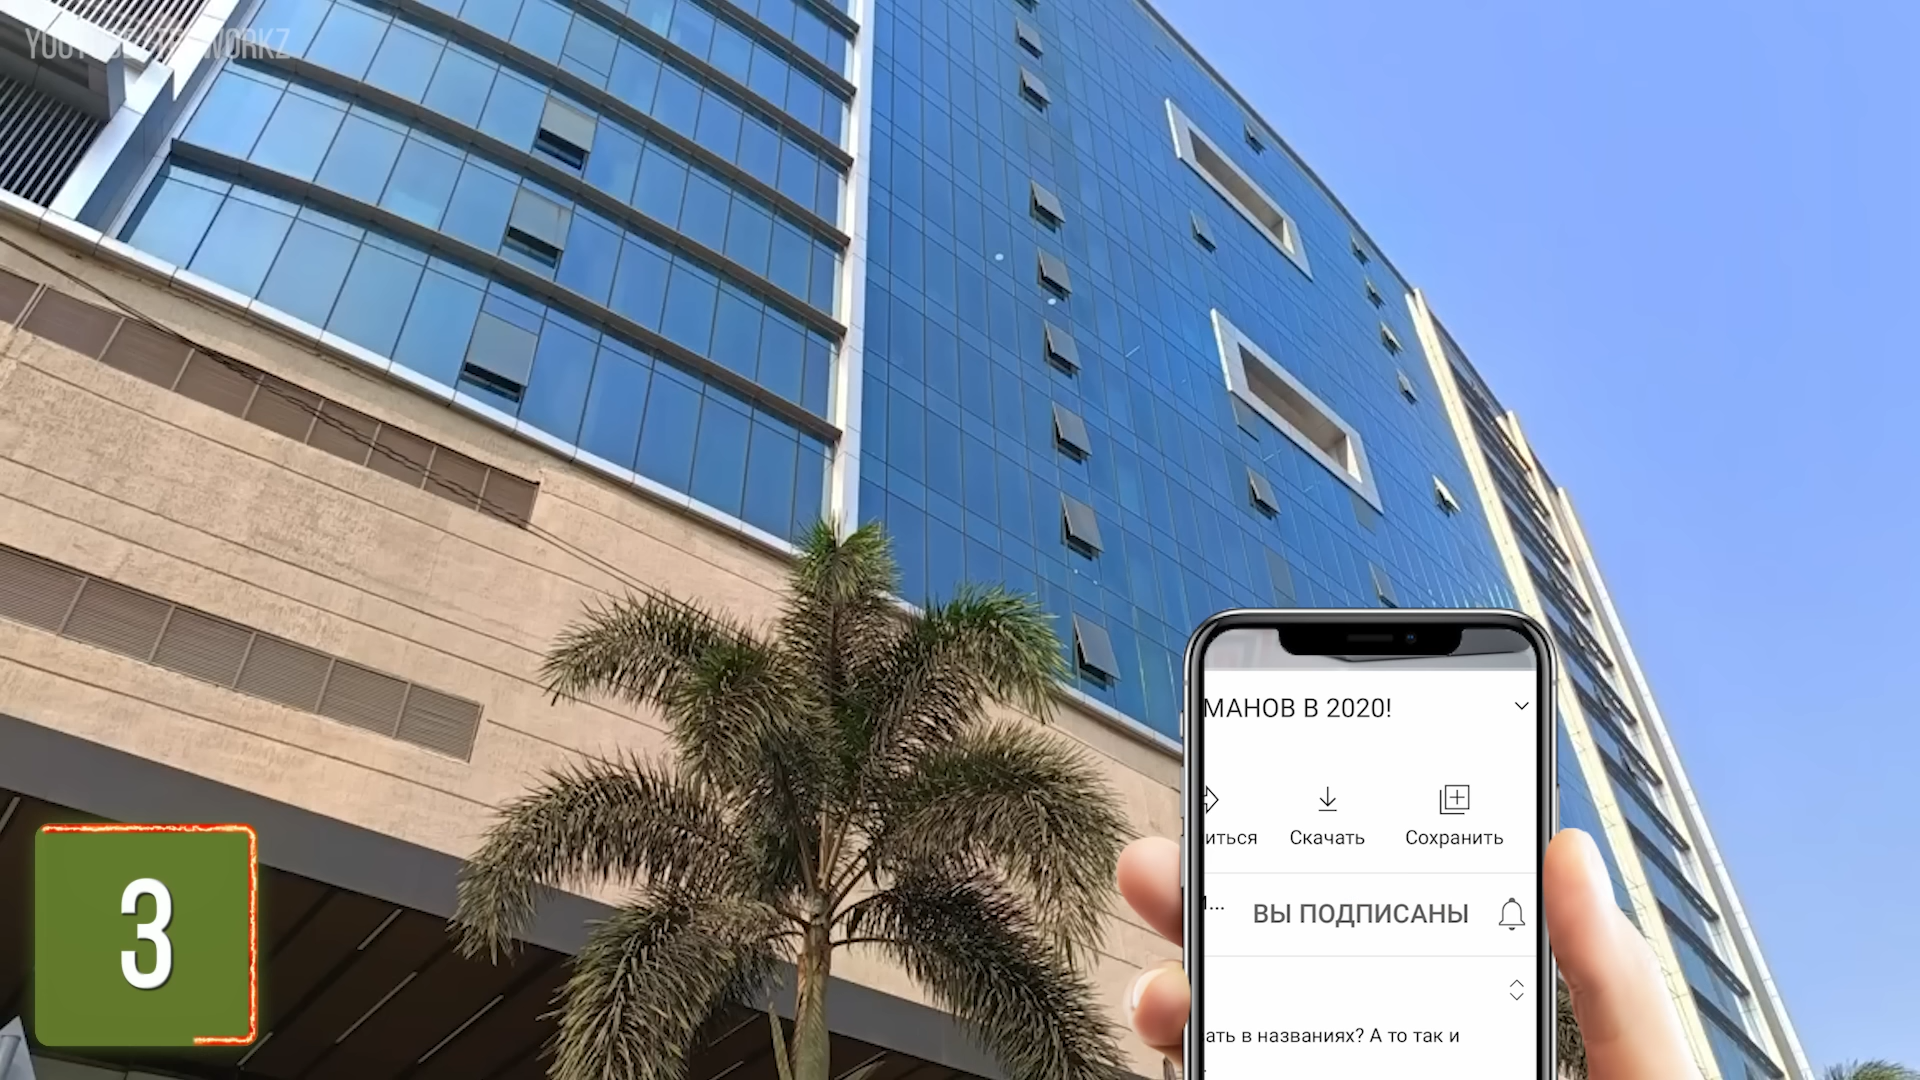 МАНОВ В 2020!
иться
Скачать
Сохранить
ВЫ ПОДПИСАНЫ
ать в названиях? А то так и
3